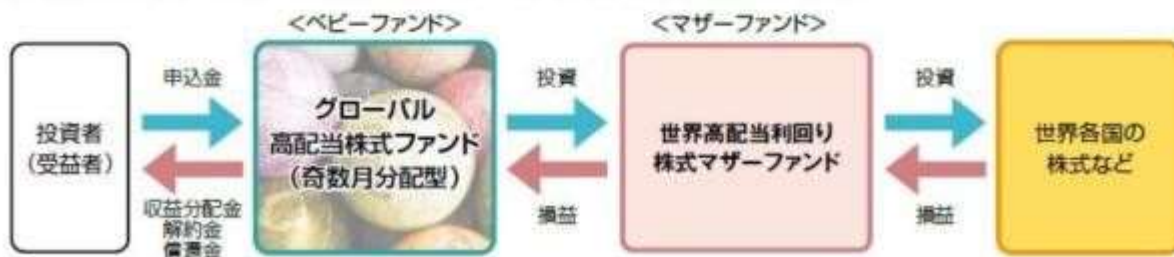 <ベビーファンド>
<マザーファンド>
投資者
(受益者)
申込金
収益分配金
解約金
償還金
グローバル
高配当株式ファンド
(奇数月分配型)
投資
損益
世界高配当利回り
株式マザーファンド
投資
損益
世界各国の
株式など